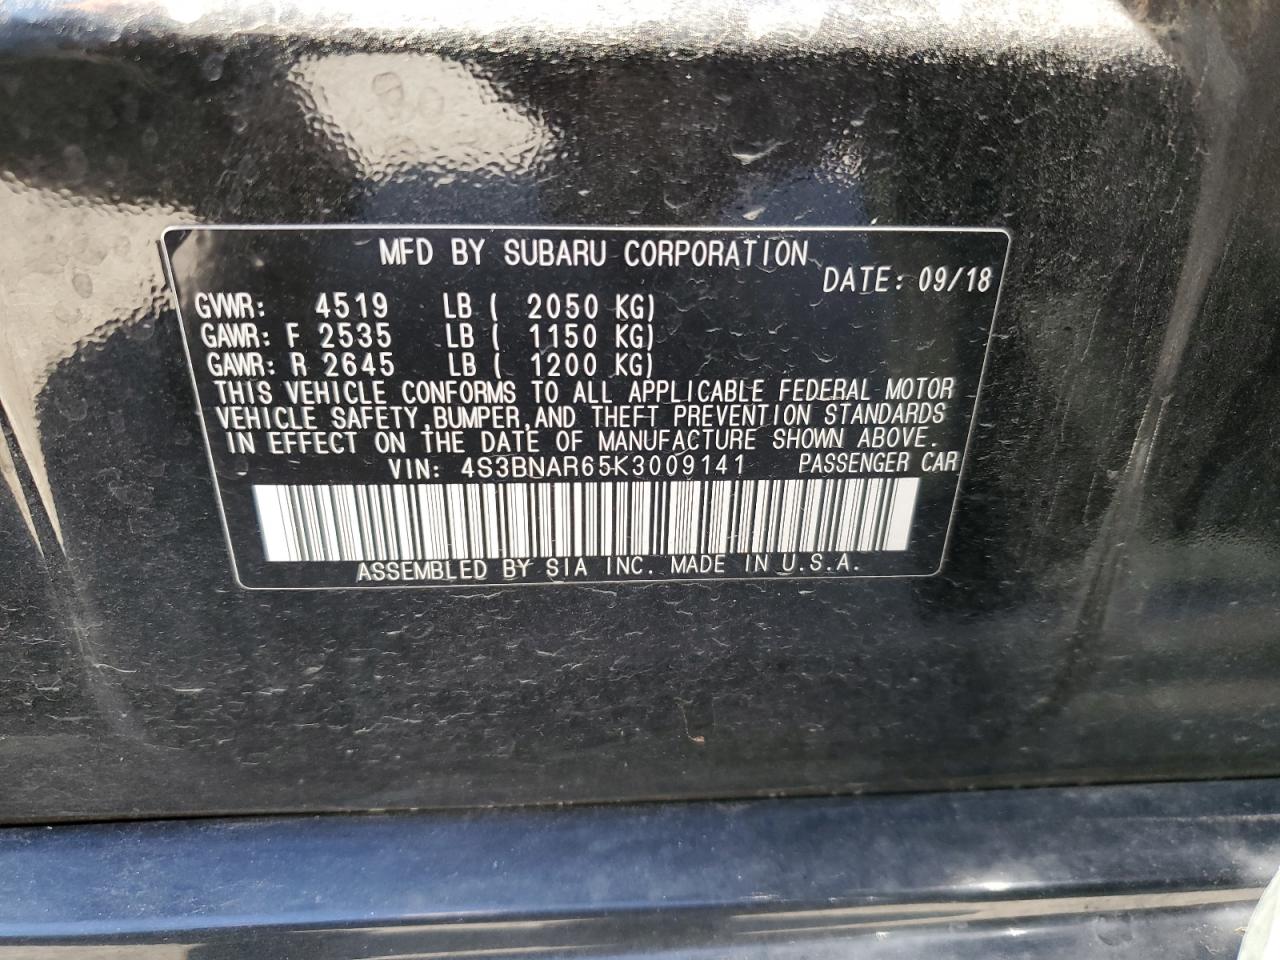 MFD BY SUBARU CORPORATION
DATE: 09/18
GVWR: 4519 LB ( 2050 KG)
GAWR: F 2535 LB ( 1150 KG)
GAWR: R 2645 LB ( 1200 KG)
THIS VEHICLE CONFORMS TO ALL APPLICABLE FEDERAL MOTOR
VEHICLE SAFETY, BUMPER, AND THEFT PREVENTION STANDARDS
IN EFFECT ON THE DATE OF MANUFACTURE SHOWN ABOVE.
VIN: 4S3BNAR65K3009141 PASSENGER CAR
ASSEMBLED BY SIA INC. MADE IN U.S.A.